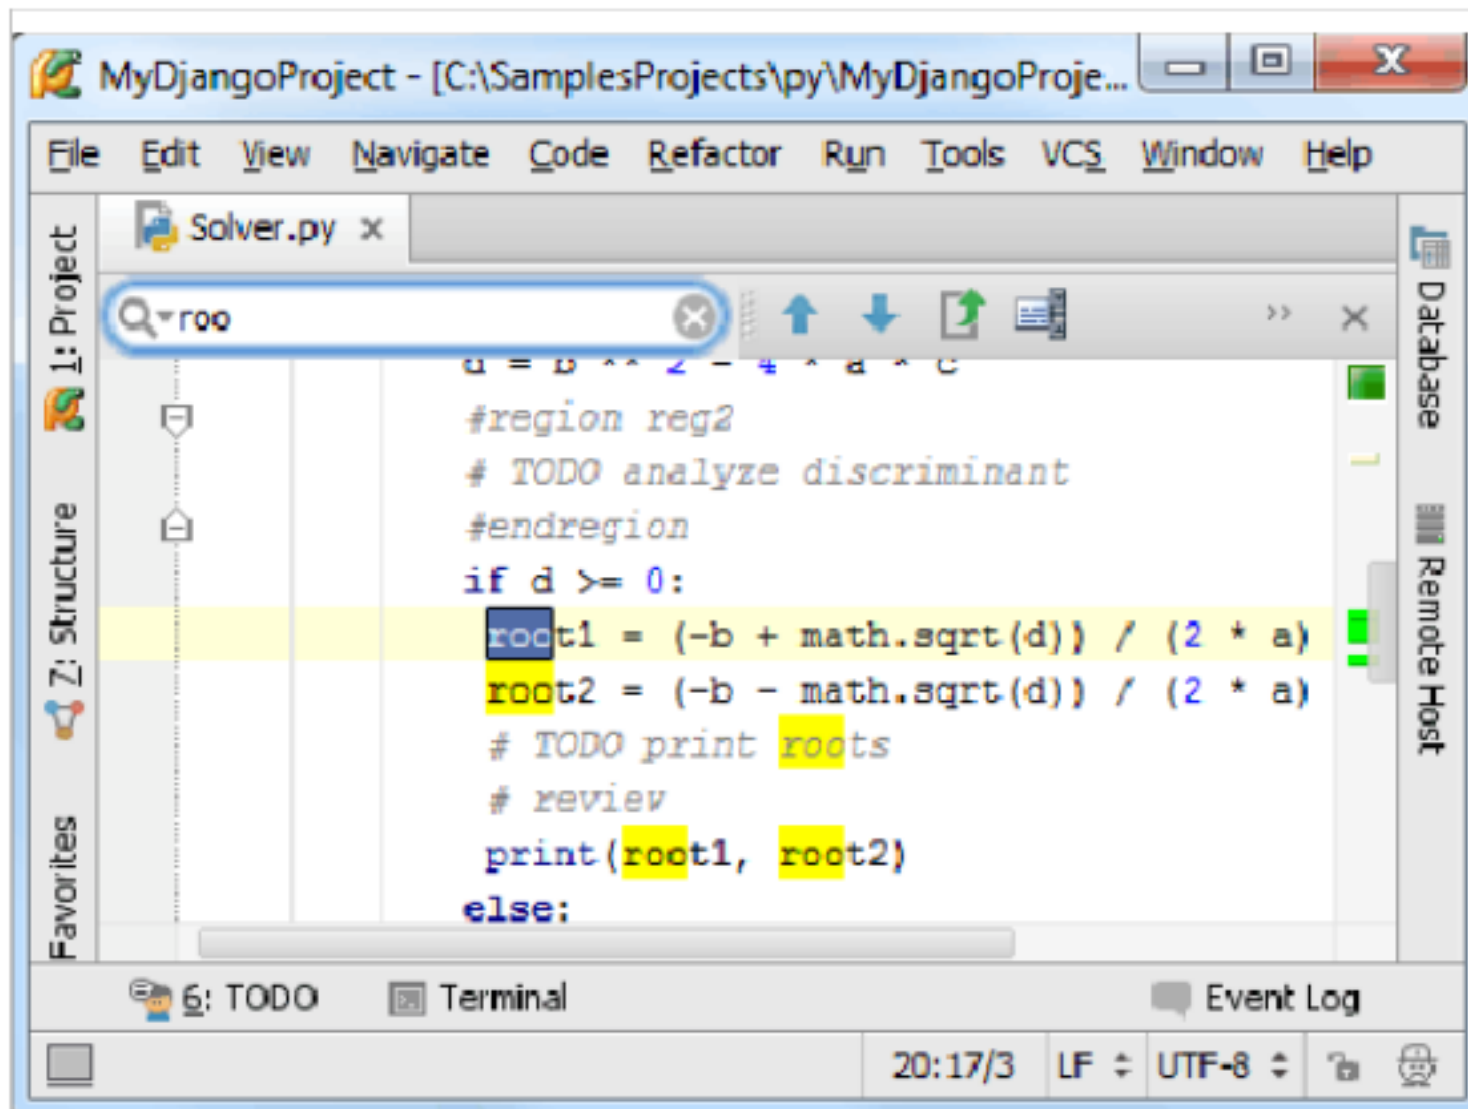 MyDjangoProject - [C:\SamplesProjects\py\MyDjangoProje...
File Edit View Navigate Code Refactor Run Tools VCS Window Help
Solver.py
roo
d = b ** 2 - 4 * a * c
#region reg2
# TODO analyze discriminant
#endregion
if d >= 0:
root1 = (-b + math.sqrt(d)) / (2 * a)
root2 = (-b - math.sqrt(d)) / (2 * a)
# TODO print roots
# review
print(root1, root2)
else:
1: Project
Z: Structure
Favorites
Database
Remote Host
6: TODO Terminal Event Log
20:17/3 LF UTF-8